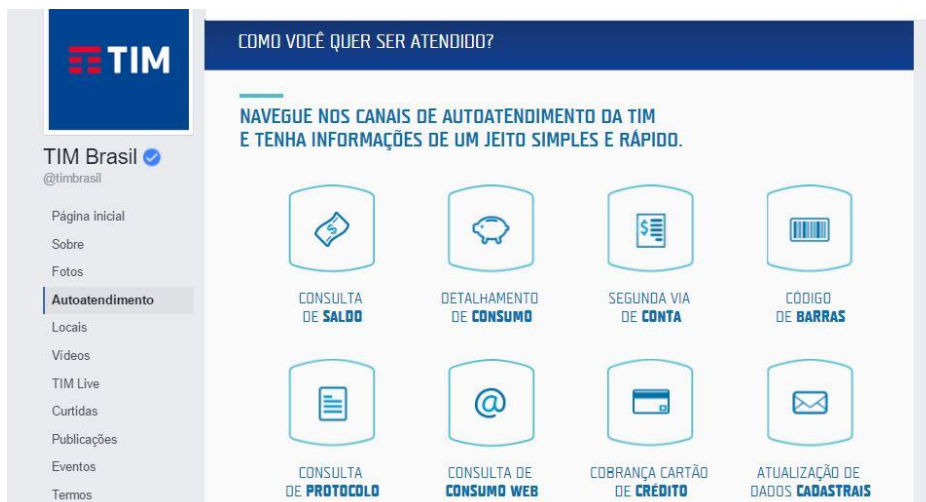 TIM
TIM Brasil
@timbrasil
Página inicial
Sobre
Fotos
Autoatendimento
Locais
Vídeos
TIM Live
Curtidas
Publicações
Eventos
Termos
COMO VOCÊ QUER SER ATENDIDO?
NAVEGUE NOS CANAIS DE AUTOATENDIMENTO DA TIM
E TENHA INFORMAÇÕES DE UM JEITO SIMPLES E RÁPIDO.
CONSULTA
DE SALDO
DETALHAMENTO
DE CONSUMO
SEGUNDA VIA
DE CONTA
CÓDIGO
DE BARRAS
CONSULTA
DE PROTOCOLO
CONSULTA DE
CONSUMO WEB
COBRANÇA CARTÃO
DE CRÉDITO
ATUALIZAÇÃO DE
DADOS CADASTRAIS